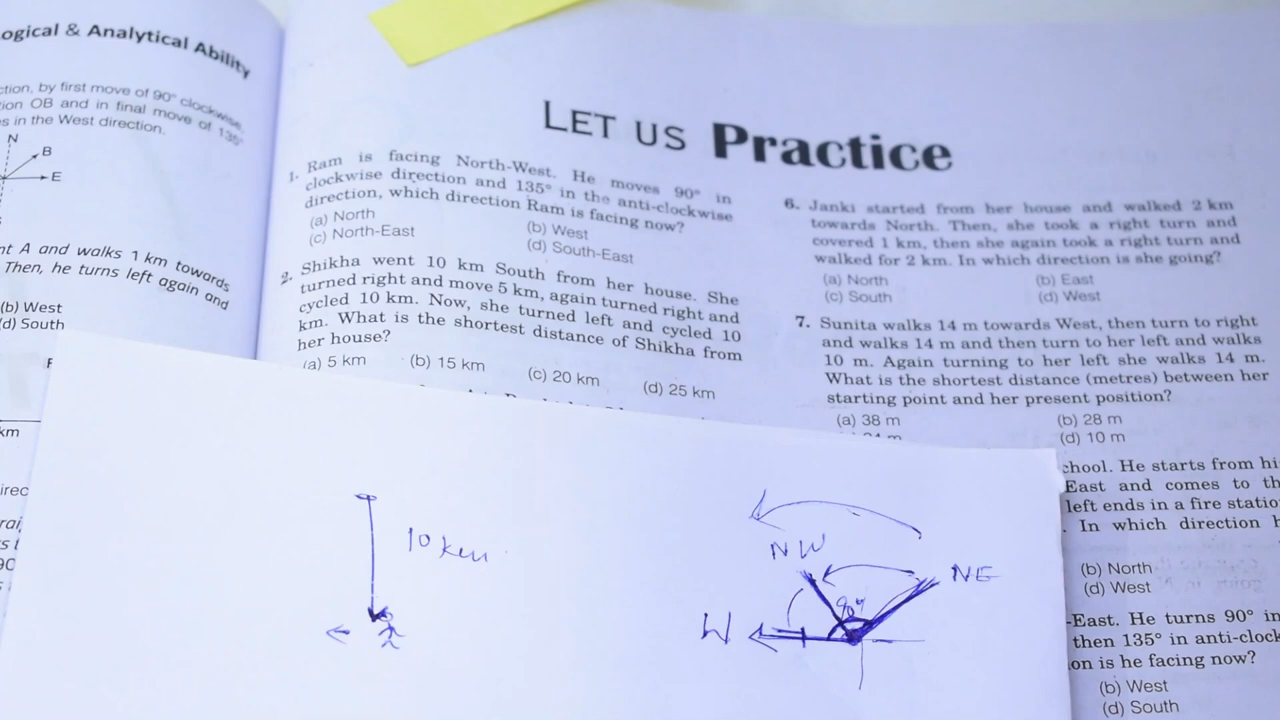 ogical & Analytical Ability
ction, by first move of 90° clockwise,
ion OB and in final move of 135°
s in the West direction.
N
B
E
nt A and walks 1 km towards
Then, he turns left again and
(b) West
(d) South
km
LET US Practice
1. Ram is facing North-West. He moves 90° in
clockwise direction and 135° in the anti-clockwise
direction, which direction Ram is facing now?
(a) North
(b) West
(c) North-East
(d) South-East
2. Shikha went 10 km South from her house. She
turned right and move 5 km, again turned right and
cycled 10 km. Now, she turned left and cycled 10
km. What is the shortest distance of Shikha from
her house?
(a) 5 km
(b) 15 km
(c) 20 km
(d) 25 km
6. Janki started from her house and walked 2 km
towards North. Then, she took a right turn and
covered 1 km, then she again took a right turn and
walked for 2 km. In which direction is she going?
(a) North
(b) East
(c) South
(d) West
7. Sunita walks 14 m towards West, then turn to right
and walks 14 m and then turn to her left and walks
10 m. Again turning to her left she walks 14 m.
What is the shortest distance (metres) between her
starting point and her present position?
(a) 38 m
(b) 28 m
(d) 10 m
chool. He starts from hi
East and comes to th
left ends in a fire statio
In which direction h
(b) North
(d) West
-East. He turns 90° in
then 135° in anti-clock
on is he facing now?
(b) West
(d) South
10 km
NW
NE
90°
W